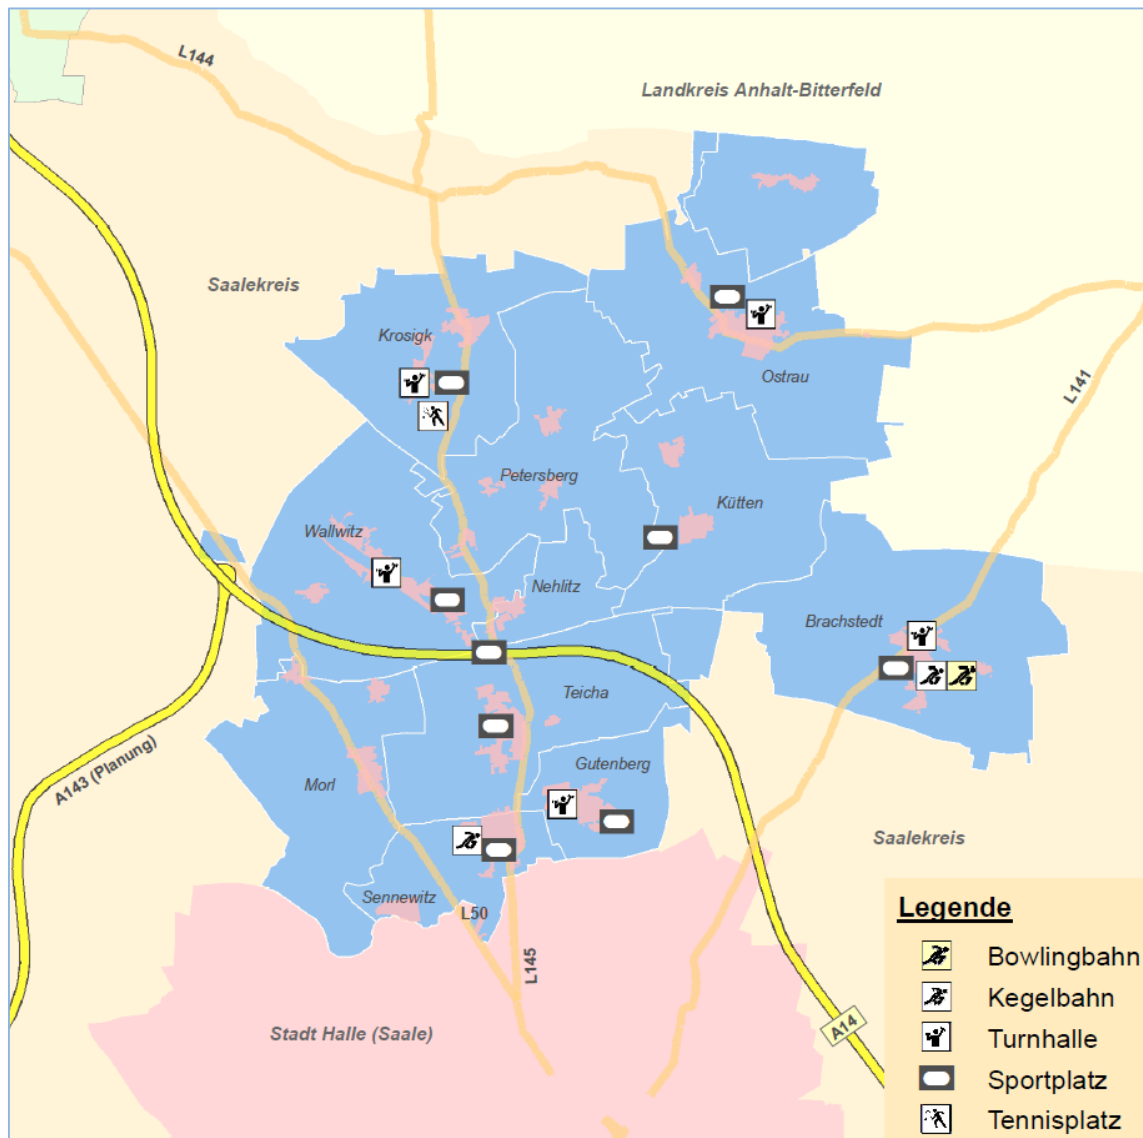 L144
Landkreis Anhalt-Bitterfeld
Saalekreis
Krosigk
Ostrau
L141
Petersberg
Kütten
Wallwitz
Nehlitz
Brachstedt
Teicha
A143 (Planung)
Morl
Gutenberg
Saalekreis
Sennewitz
L50
L145
Stadt Halle (Saale)
A14
Legende
Bowlingbahn
Kegelbahn
Turnhalle
Sportplatz
Tennisplatz